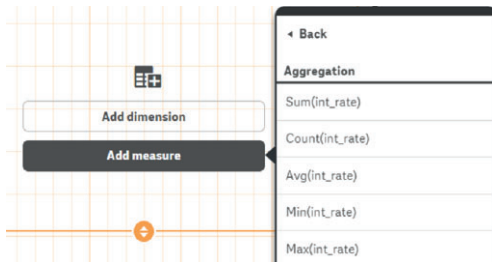 Back
Aggregation
Add dimension
Add measure
Sum(int_rate)
Count(int_rate)
Avg(int_rate)
Min(int_rate)
Max(int_rate)